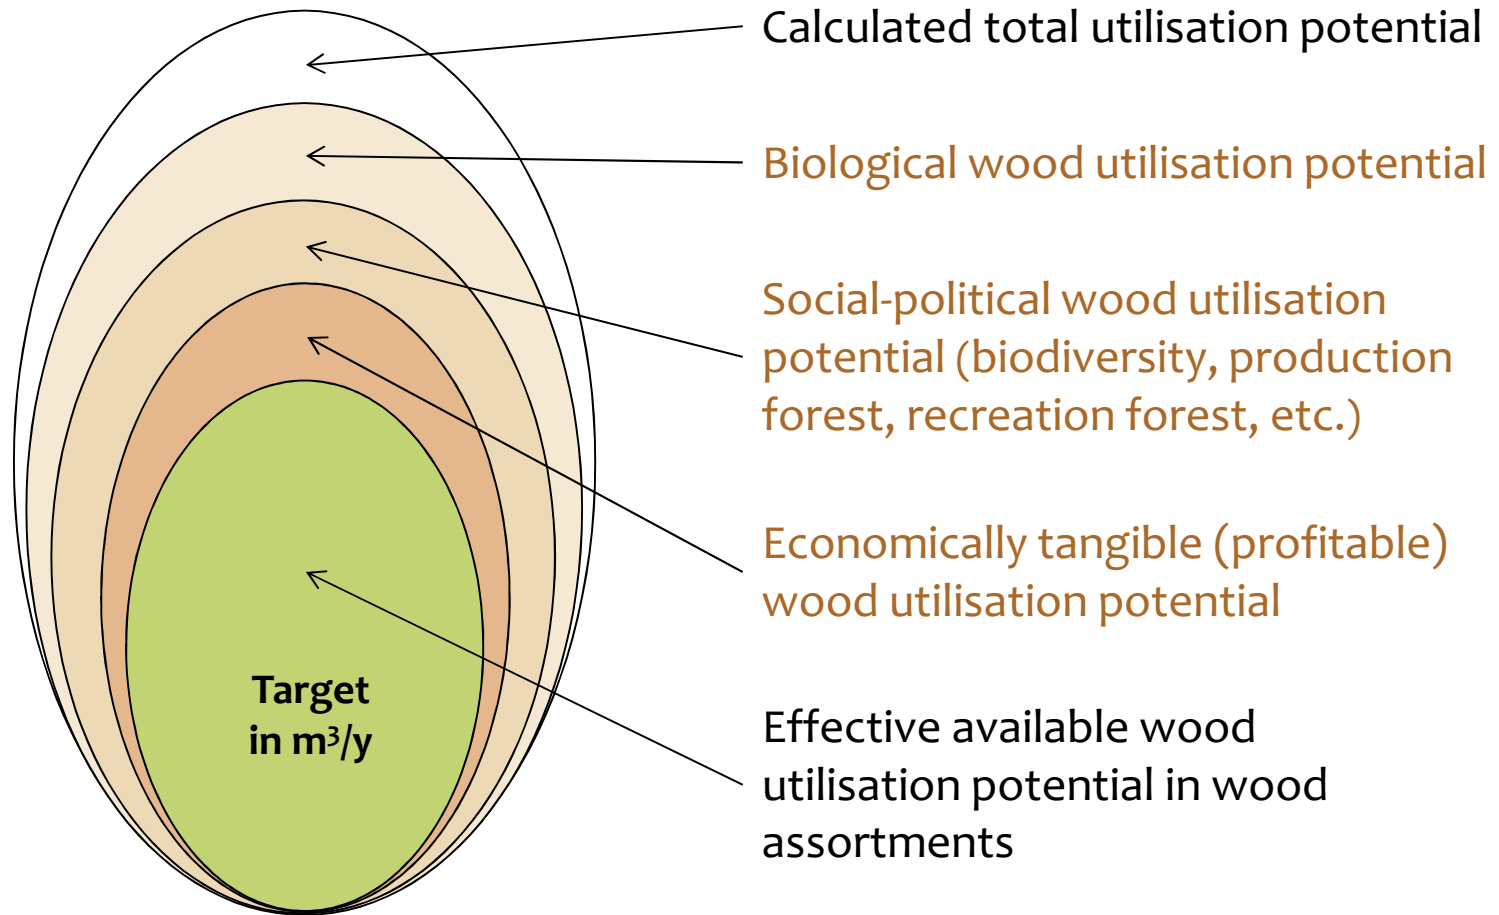 Calculated total utilisation potential
Biological wood utilisation potential
Social-political wood utilisation
potential (biodiversity, production
forest, recreation forest, etc.)
Economically tangible (profitable)
wood utilisation potential
Target
in m³/y
Effective available wood
utilisation potential in wood
assortments